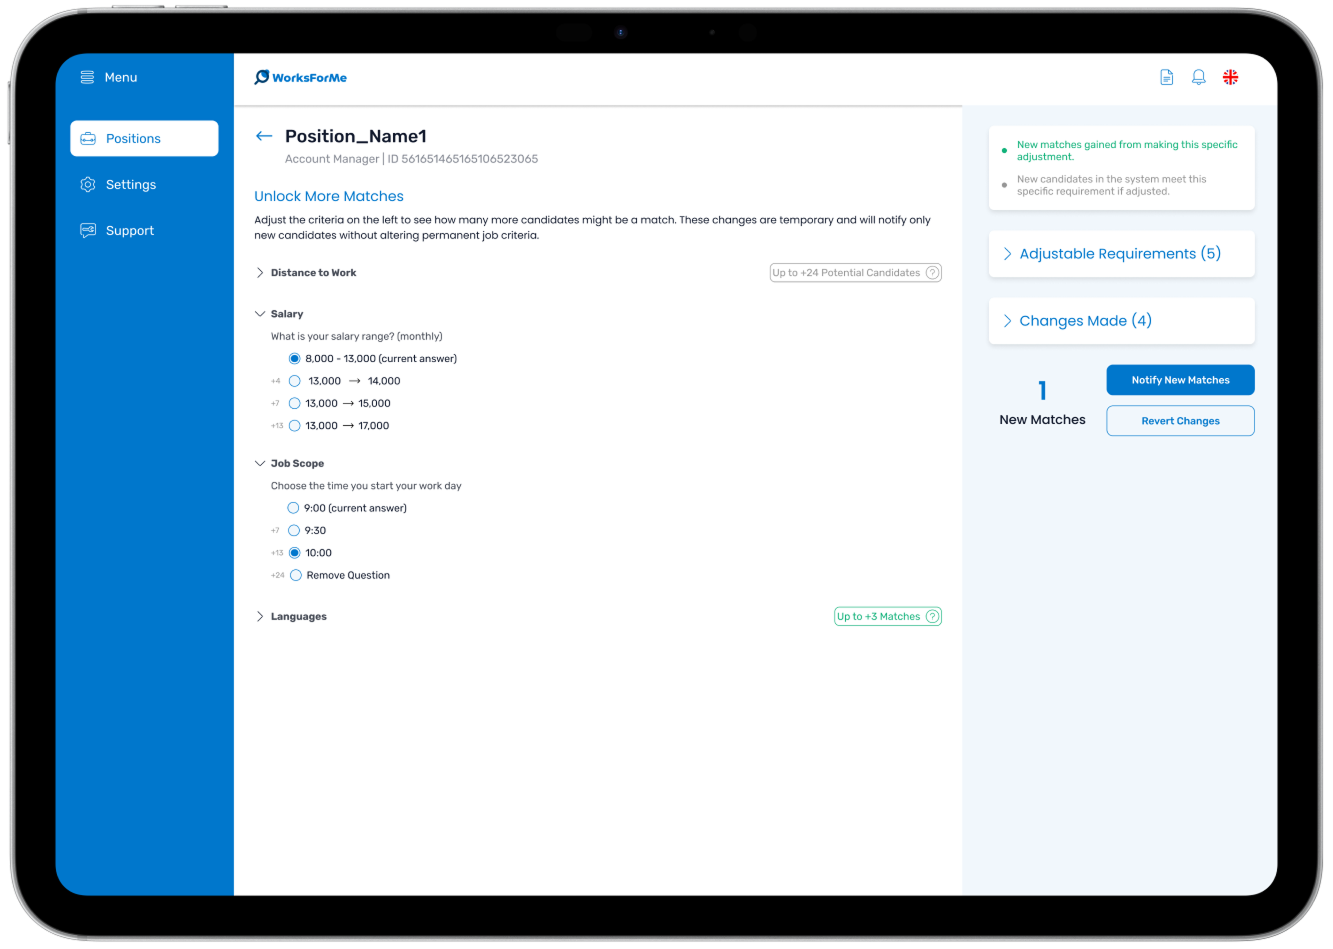 Menu
WorksForMe
Positions
Settings
Support
Position_Name1
Account Manager | ID 561651465165106523065
Unlock More Matches
Adjust the criteria on the left to see how many more candidates might be a match. These changes are temporary and will notify only
new candidates without altering permanent job criteria.
Distance to Work
Up to +24 Potential Candidates ?
Salary
What is your salary range? (monthly)
8,000 - 13,000 (current answer)
+4 13,000 → 14,000
+7 13,000 → 15,000
+13 13,000 → 17,000
Job Scope
Choose the time you start your work day
9:00 (current answer)
+7 9:30
+13 10:00
+24 Remove Question
Languages
Up to +3 Matches ?
New matches gained from making this specific
adjustment.
New candidates in the system meet this
specific requirement if adjusted.
Adjustable Requirements (5)
Changes Made (4)
1
New Matches
Notify New Matches
Revert Changes